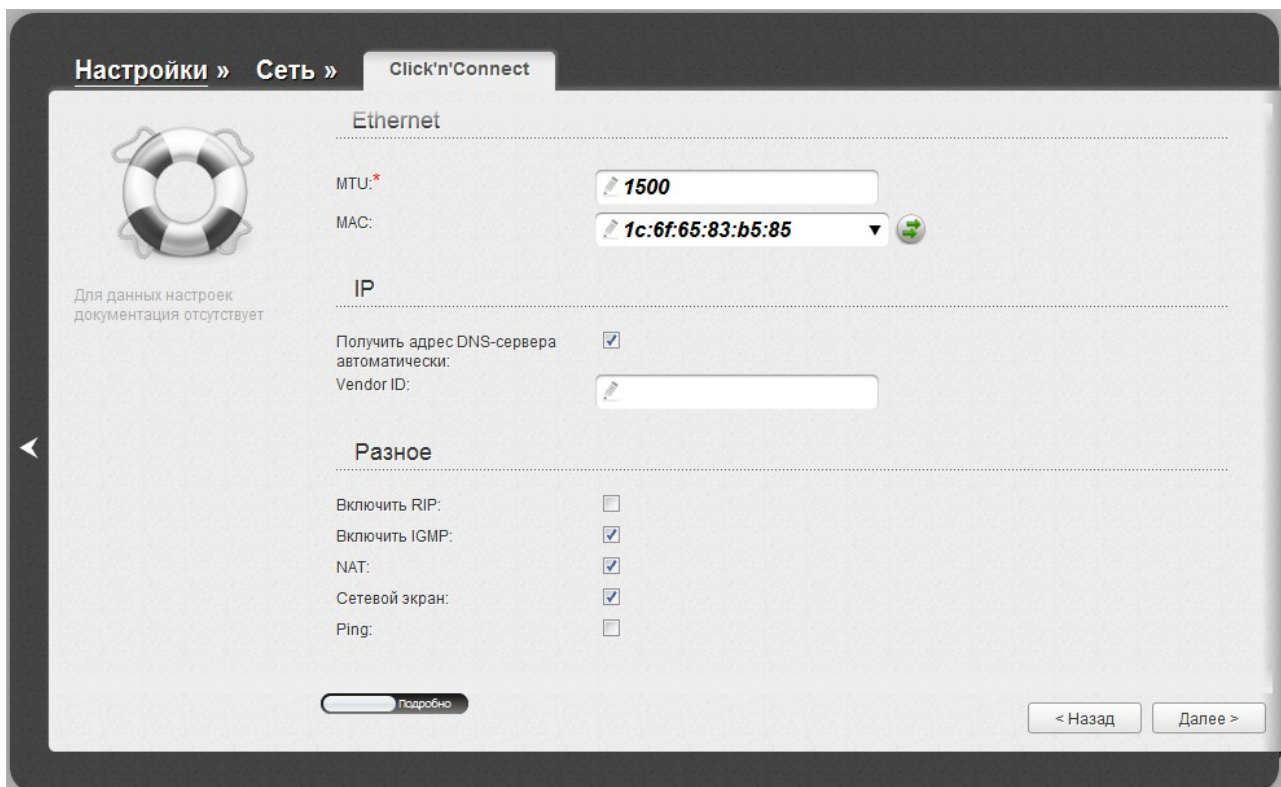 Настройки » Сеть » Click'n'Connect
Ethernet
MTU:* 1500
MAC: 1c:6f:65:83:b5:85
Для данных настроек
документация отсутствует
IP
Получить адрес DNS-сервера
автоматически:
Vendor ID:
Разное
Включить RIP:
Включить IGMP:
NAT:
Сетевой экран:
Ping:
Подробно
< Назад Далее >